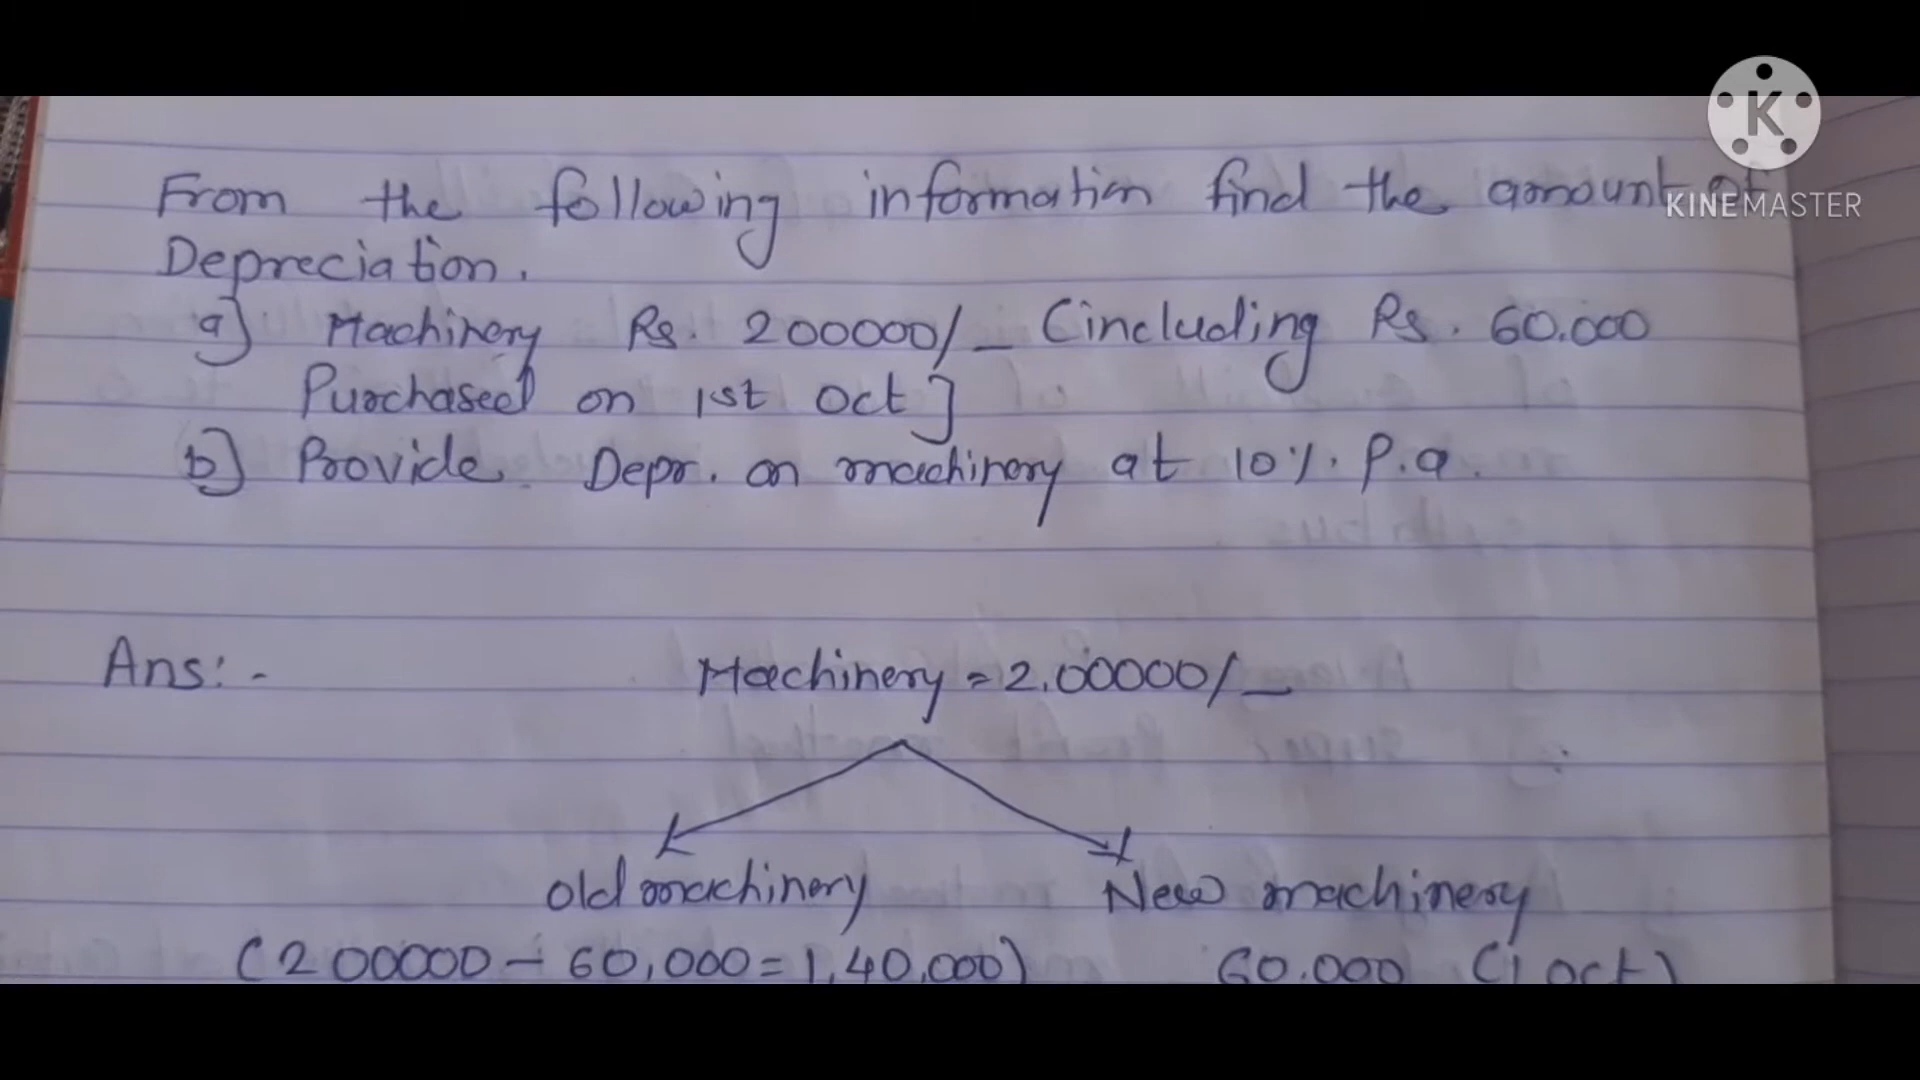 K
KINEMASTER
From the following information find the amount of
Depreciation.
a] Machinery Rs. 200000/_ (including Rs. 60.000
Purchased on 1st Oct]
b] Provide Depr. on machinery at 10%. P.a.
Ans:- Machinery = 2.00000/_
Old machinery New machinery
(200000 - 60,000 = 1,40,000) 60.000 (1 oct)